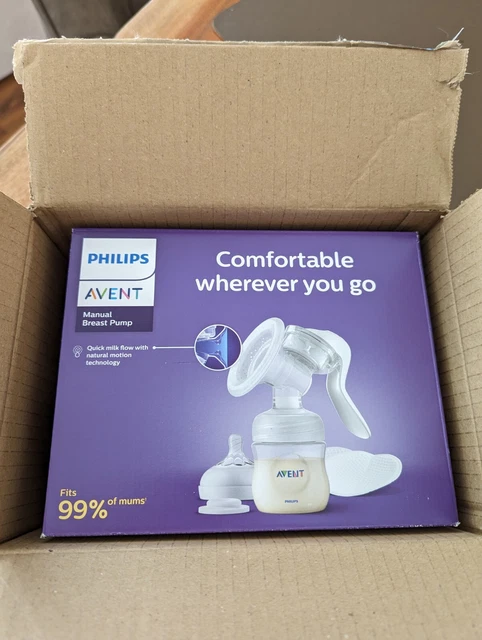 PHILIPS
AVENT
Manual
Breast Pump
Comfortable
wherever you go
Quick milk flow with
natural motion
technology
AVENT
PHILIPS
Fits
99% of mums¹